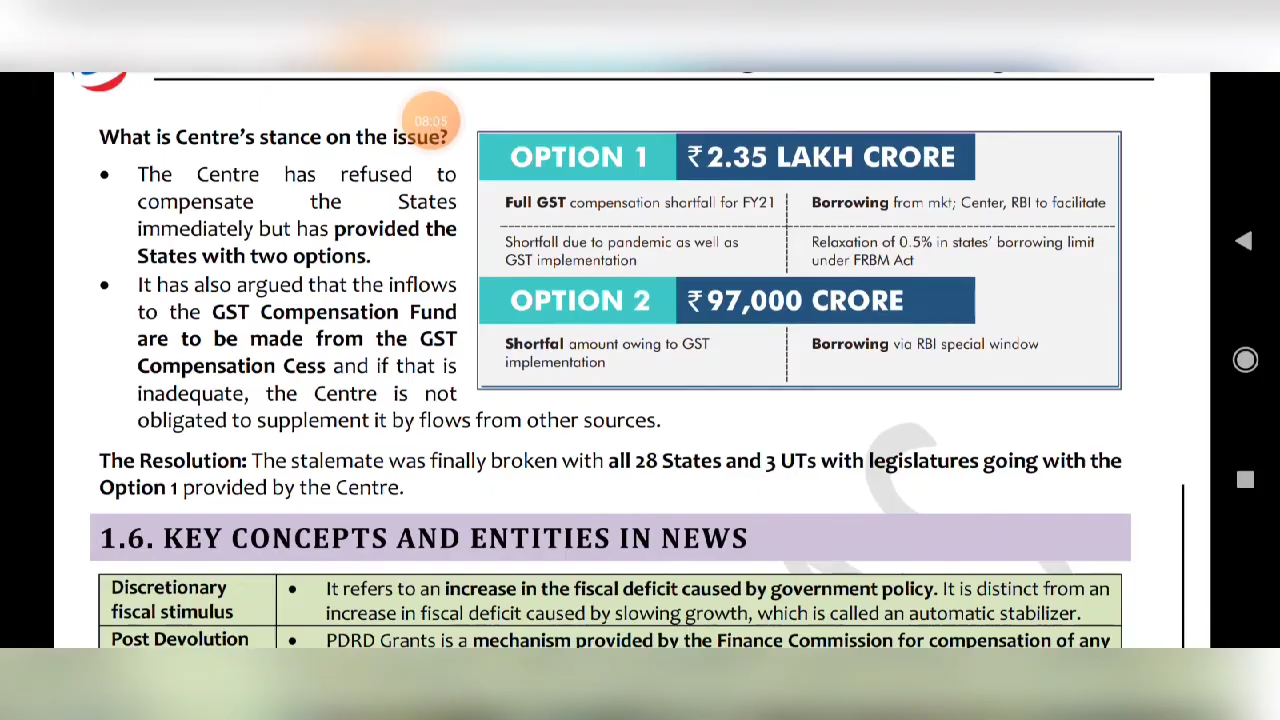 08:05
What is Centre's stance on the issue?
• The Centre has refused to
compensate the States
immediately but has provided the
States with two options.
• It has also argued that the inflows
to the GST Compensation Fund
are to be made from the GST
Compensation Cess and if that is
inadequate, the Centre is not
obligated to supplement it by flows from other sources.
OPTION 1 ₹ 2.35 LAKH CRORE
Full GST compensation shortfall for FY21
Borrowing from mkt; Center, RBI to facilitate
Shortfall due to pandemic as well as
GST implementation
Relaxation of 0.5% in states' borrowing limit
under FRBM Act
OPTION 2 ₹ 97,000 CRORE
Shortfal amount owing to GST
implementation
Borrowing via RBI special window
The Resolution: The stalemate was finally broken with all 28 States and 3 UTs with legislatures going with the
Option 1 provided by the Centre.
1.6. KEY CONCEPTS AND ENTITIES IN NEWS
Discretionary
fiscal stimulus
• It refers to an increase in the fiscal deficit caused by government policy. It is distinct from an
increase in fiscal deficit caused by slowing growth, which is called an automatic stabilizer.
Post Devolution
• PDRD Grants is a mechanism provided by the Finance Commission for compensation of any